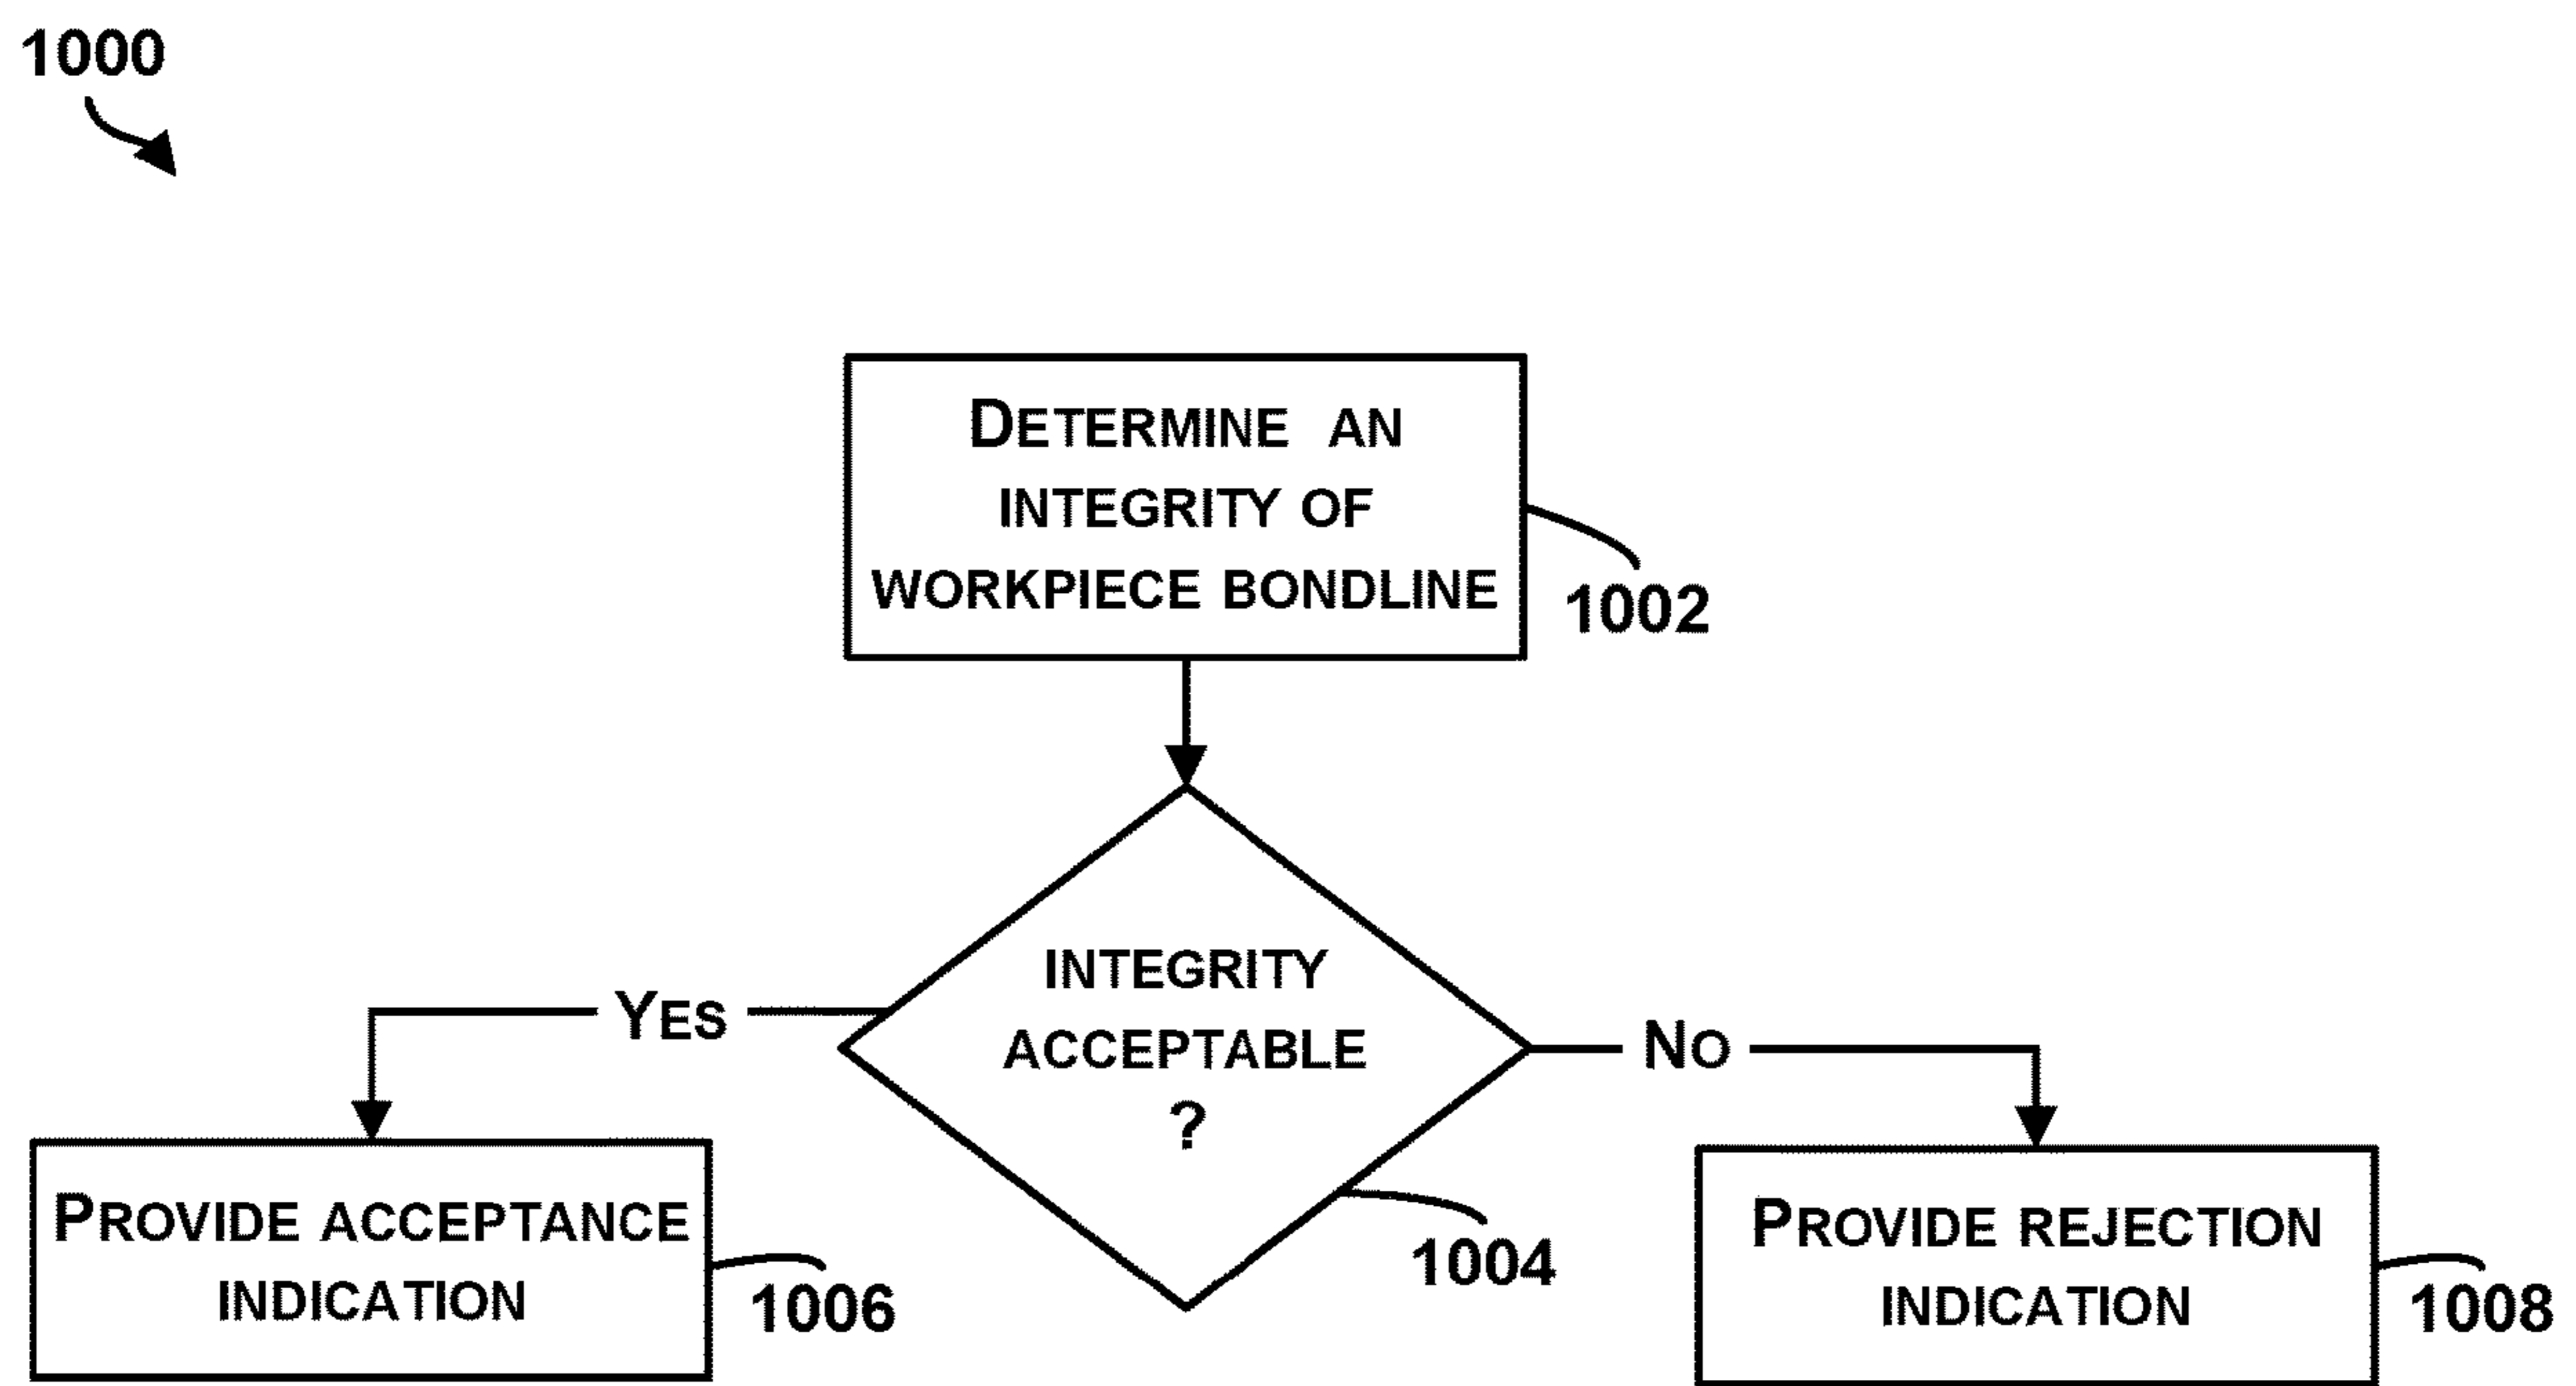 1000
DETERMINE AN
INTEGRITY OF
WORKPIECE BONDLINE
1002
INTEGRITY
ACCEPTABLE
?
1004
YES
NO
PROVIDE ACCEPTANCE
INDICATION
1006
PROVIDE REJECTION
INDICATION
1008